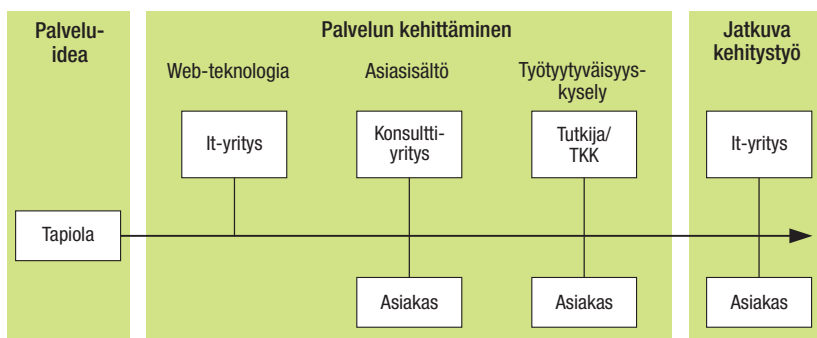 Palvelu-
idea
Palvelun kehittäminen
Jatkuva
kehitystyö
Web-teknologia
Asiasisältö
Työtyytyväisyys-
kysely
It-yritys
Konsultti-
yritys
Tutkija/
TKK
It-yritys
Tapiola
Asiakas
Asiakas
Asiakas